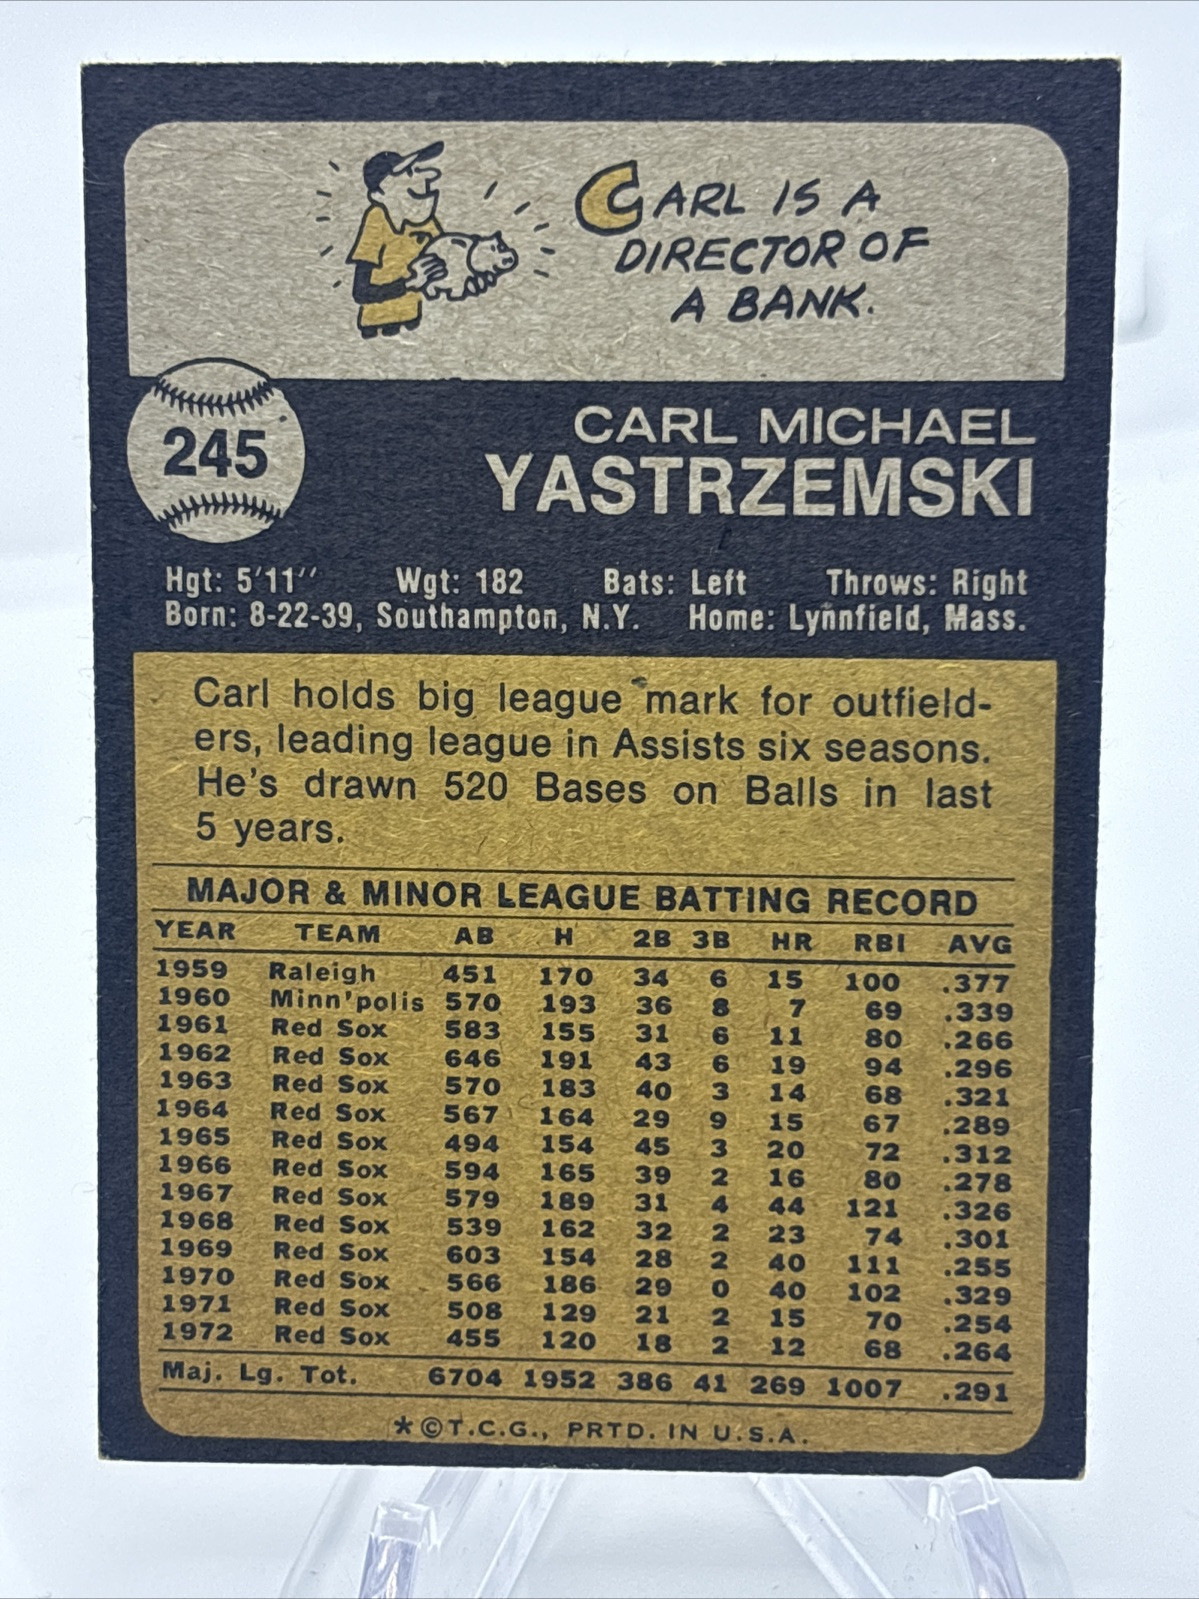 CARL IS A
DIRECTOR OF
A BANK.
245
CARL MICHAEL
YASTRZEMSKI
Hgt: 5'11" Wgt: 182 Bats: Left Throws: Right
Born: 8-22-39, Southampton, N.Y. Home: Lynnfield, Mass.
Carl holds big league mark for outfield-
ers, leading league in Assists six seasons.
He's drawn 520 Bases on Balls in last
5 years.
MAJOR & MINOR LEAGUE BATTING RECORD
YEAR TEAM AB H 2B 3B HR RBI AVG
1959 Raleigh 451 170 34 6 15 100 .377
1960 Minn'polis 570 193 36 8 7 69 .339
1961 Red Sox 583 155 31 6 11 80 .266
1962 Red Sox 646 191 43 6 19 94 .296
1963 Red Sox 570 183 40 3 14 68 .321
1964 Red Sox 567 164 29 9 15 67 .289
1965 Red Sox 494 154 45 3 20 72 .312
1966 Red Sox 594 165 39 2 16 80 .278
1967 Red Sox 579 189 31 4 44 121 .326
1968 Red Sox 539 162 32 2 23 74 .301
1969 Red Sox 603 154 28 2 40 111 .255
1970 Red Sox 566 186 29 0 40 102 .329
1971 Red Sox 508 129 21 2 15 70 .254
1972 Red Sox 455 120 18 2 12 68 .264
Maj. Lg. Tot. 6704 1952 386 41 269 1007 .291
*©T.C.G., PRTD. IN U.S.A.